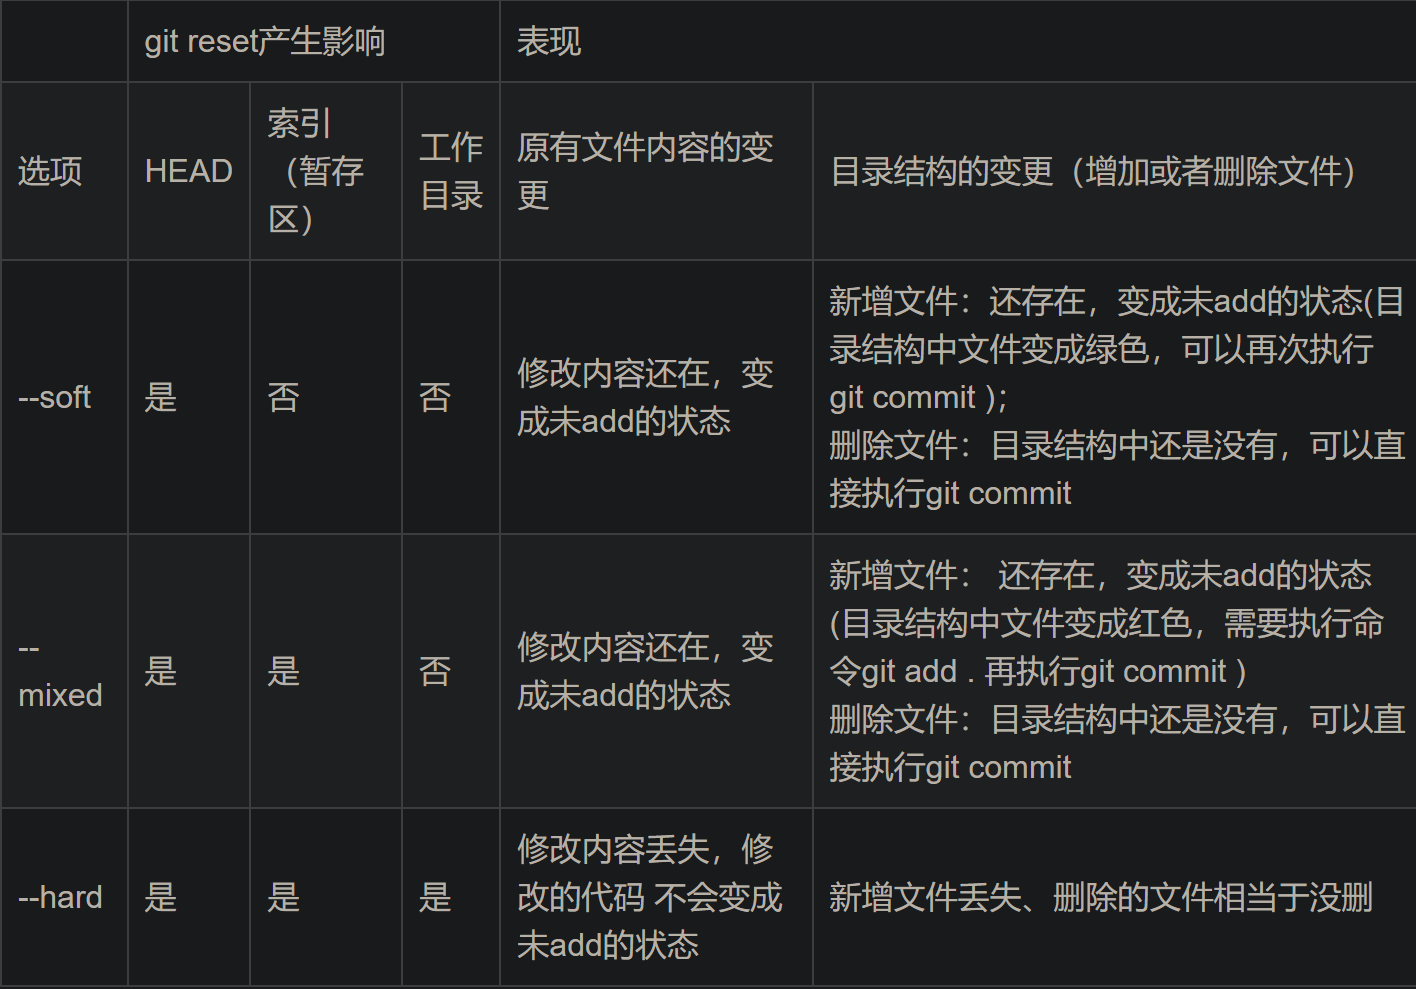 git reset产生影响
表现
选项
HEAD
索引
（暂存
区）
工作
目录
原有文件内容的变
更
目录结构的变更（增加或者删除文件）
--soft
是
否
否
修改内容还在，变
成未add的状态
新增文件：还存在，变成未add的状态(目
录结构中文件变成绿色，可以再次执行
git commit );
删除文件：目录结构中还是没有，可以直
接执行git commit
--
mixed
是
是
否
修改内容还在，变
成未add的状态
新增文件： 还存在，变成未add的状态
(目录结构中文件变成红色，需要执行命
令git add . 再执行git commit )
删除文件：目录结构中还是没有，可以直
接执行git commit
--hard
是
是
是
修改内容丢失，修
改的代码 不会变成
未add的状态
新增文件丢失、删除的文件相当于没删